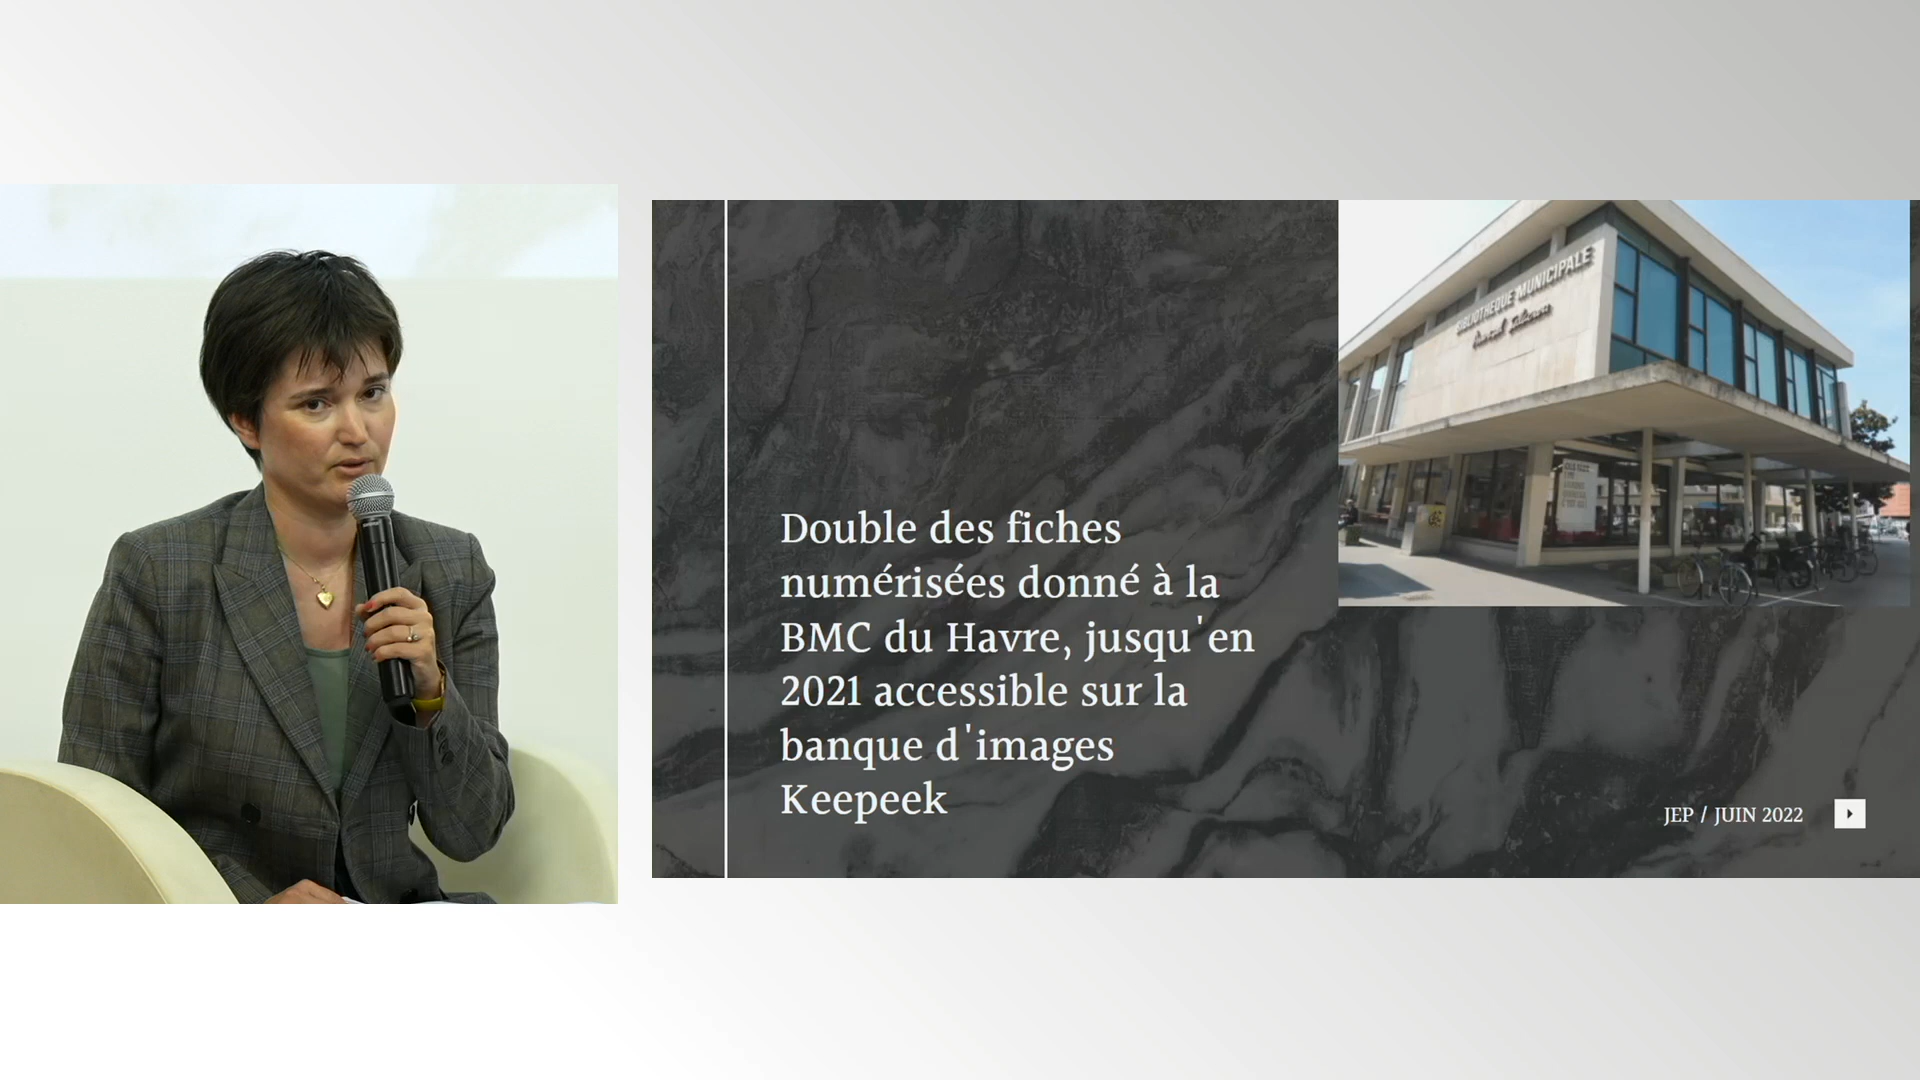 BIBLIOTHEQUE MUNICIPALE
Double des fiches
numérisées donné à la
BMC du Havre, jusqu'en
2021 accessible sur la
banque d'images
Keepeek
JEP / JUIN 2022